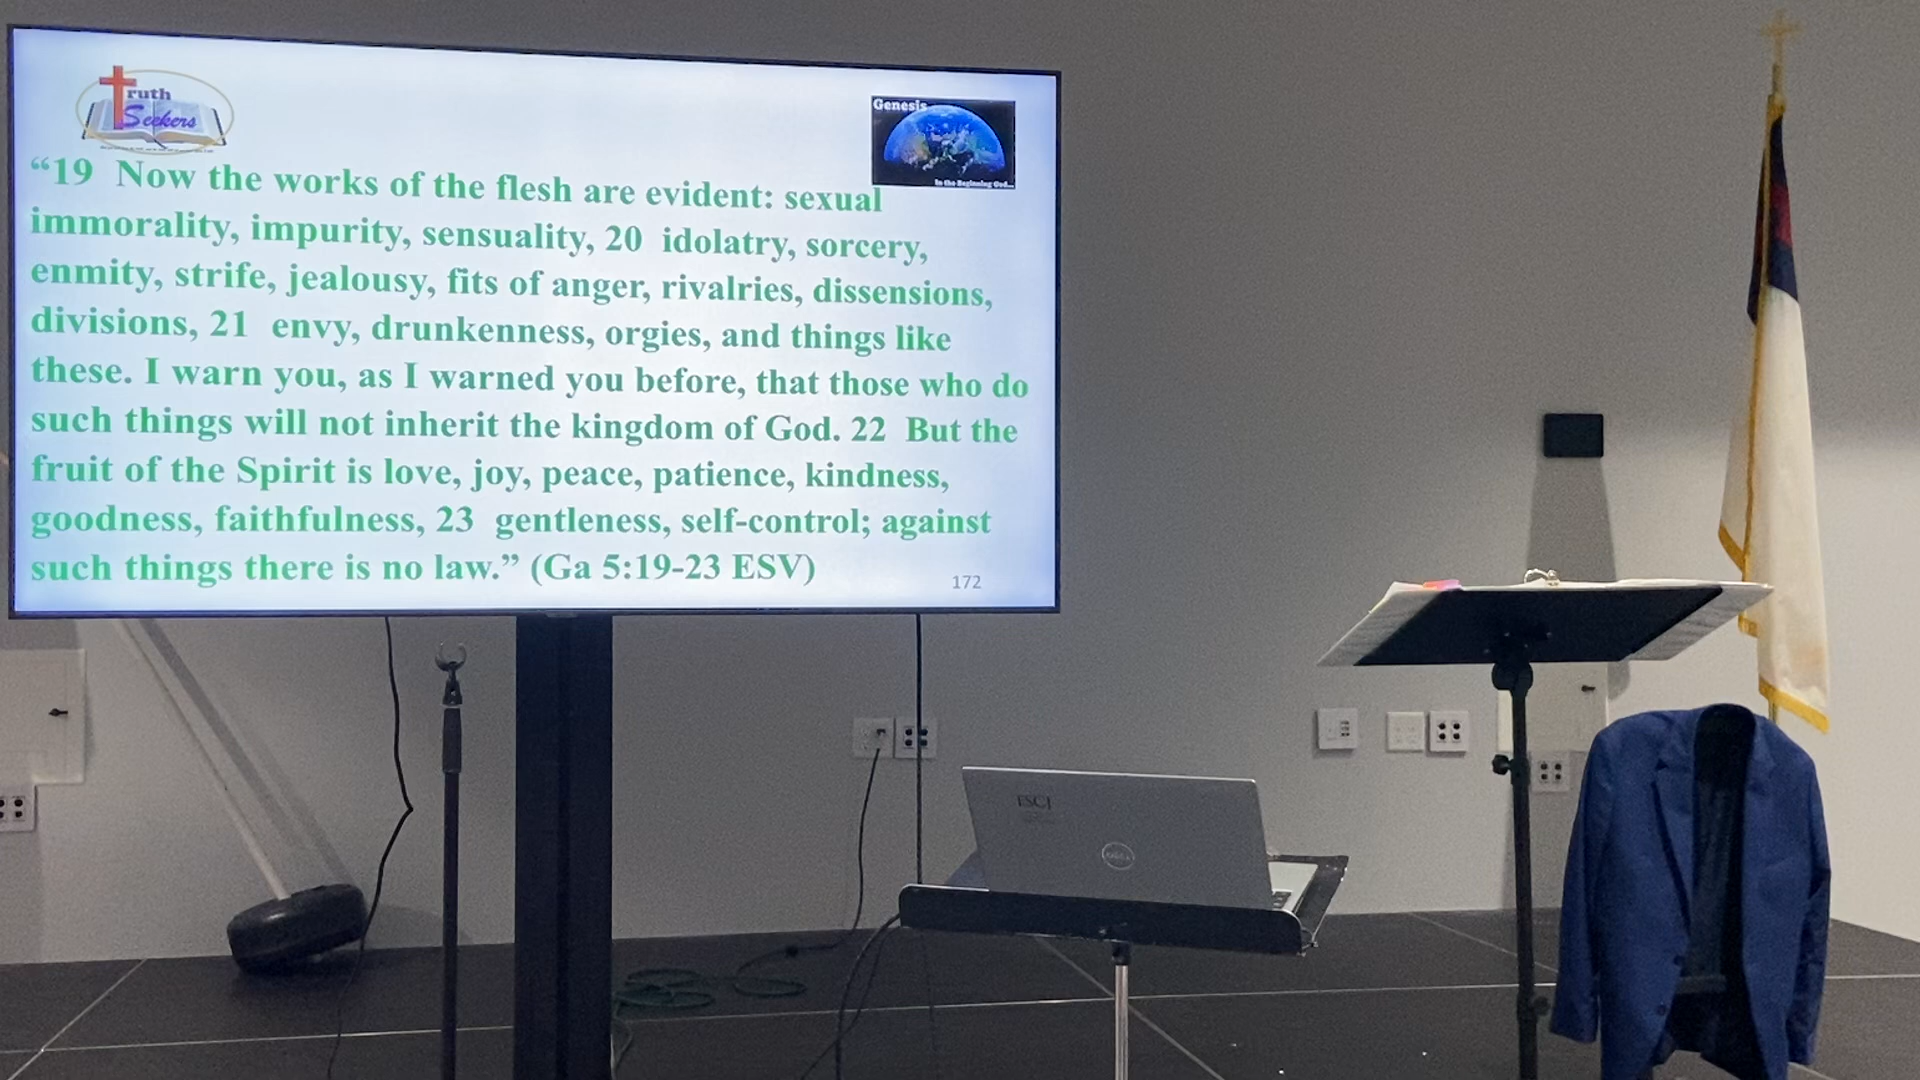 Truth
Seekers
Genesis
In the Beginning God...
“19 Now the works of the flesh are evident: sexual
immorality, impurity, sensuality, 20 idolatry, sorcery,
enmity, strife, jealousy, fits of anger, rivalries, dissensions,
divisions, 21 envy, drunkenness, orgies, and things like
these. I warn you, as I warned you before, that those who do
such things will not inherit the kingdom of God. 22 But the
fruit of the Spirit is love, joy, peace, patience, kindness,
goodness, faithfulness, 23 gentleness, self-control; against
such things there is no law.” (Ga 5:19-23 ESV)
172
DELL